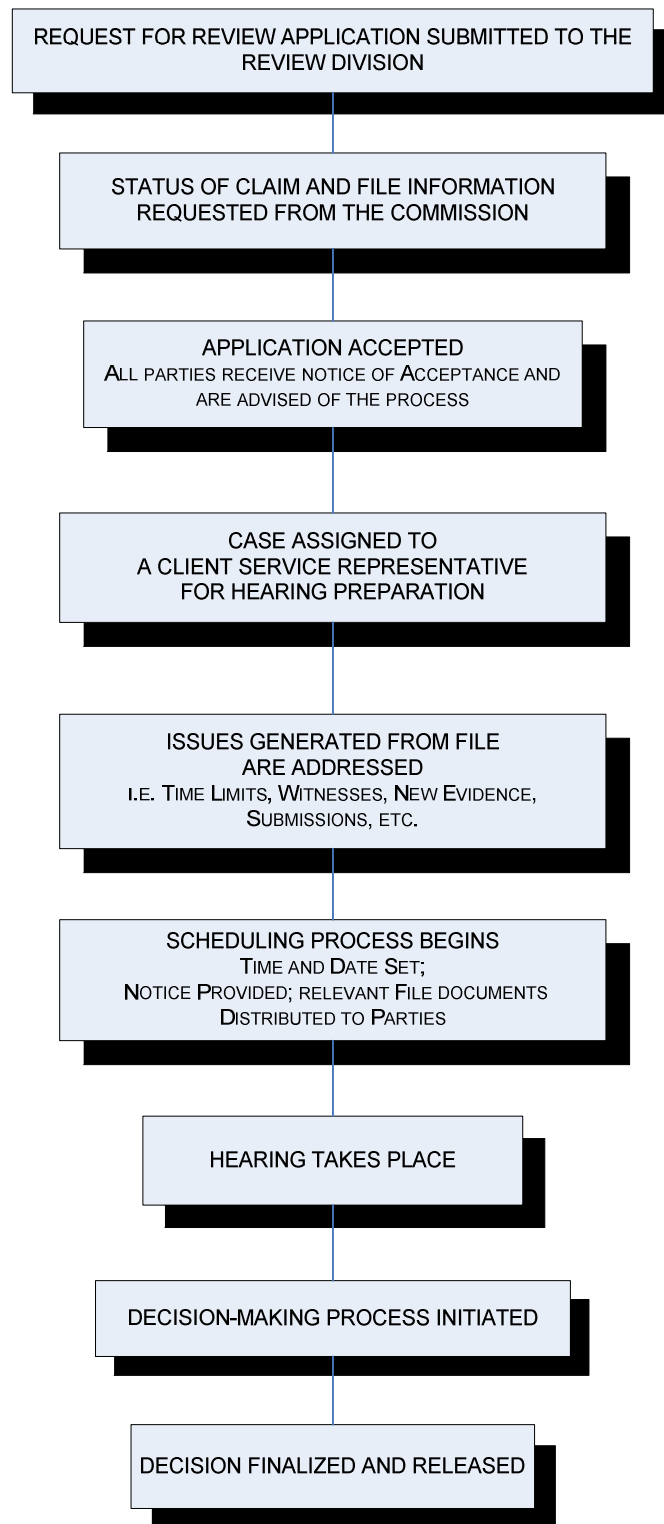 REQUEST FOR REVIEW APPLICATION SUBMITTED TO THE
REVIEW DIVISION
STATUS OF CLAIM AND FILE INFORMATION
REQUESTED FROM THE COMMISSION
APPLICATION ACCEPTED
ALL PARTIES RECEIVE NOTICE OF ACCEPTANCE AND
ARE ADVISED OF THE PROCESS
CASE ASSIGNED TO
A CLIENT SERVICE REPRESENTATIVE
FOR HEARING PREPARATION
ISSUES GENERATED FROM FILE
ARE ADDRESSED
I.E. TIME LIMITS, WITNESSES, NEW EVIDENCE,
SUBMISSIONS, ETC.
SCHEDULING PROCESS BEGINS
TIME AND DATE SET;
NOTICE PROVIDED; RELEVANT FILE DOCUMENTS
DISTRIBUTED TO PARTIES
HEARING TAKES PLACE
DECISION-MAKING PROCESS INITIATED
DECISION FINALIZED AND RELEASED